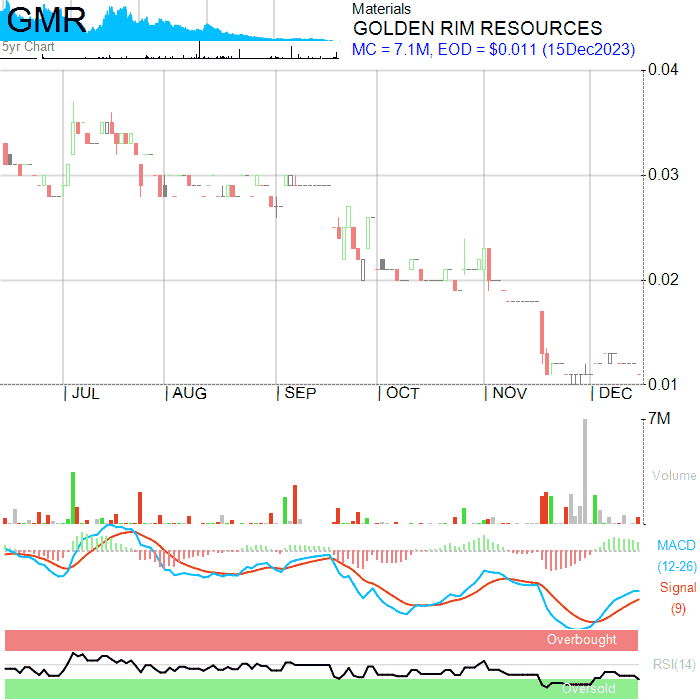 GMR
5yr Chart
Materials
GOLDEN RIM RESOURCES
MC = 7.1M, EOD = $0.011 (15Dec2023)
0.04
0.03
0.02
0.01
JUL
AUG
SEP
OCT
NOV
DEC
7M
Volume
MACD
(12-26)
Signal
(9)
Overbought
RSI(14)
Oversold